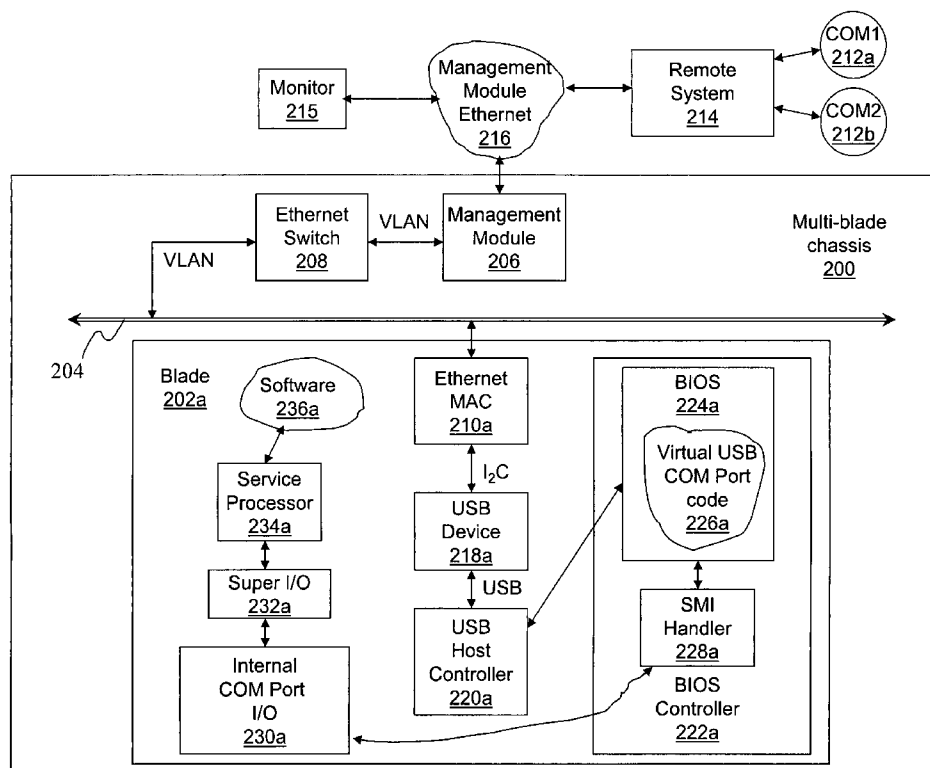 COM1
212a
Management
Module
Ethernet
216
Monitor
215
Remote
System
214
COM2
212b
Ethernet
Switch
208
VLAN
Management
Module
206
Multi-blade
chassis
200
VLAN
204
Blade
202a
Software
236a
Ethernet
MAC
210a
BIOS
224a
Virtual USB
COM Port
code
226a
I₂C
Service
Processor
234a
USB
Device
218a
USB
Super I/O
232a
USB
Host
Controller
220a
SMI
Handler
228a
Internal
COM Port
I/O
230a
BIOS
Controller
222a